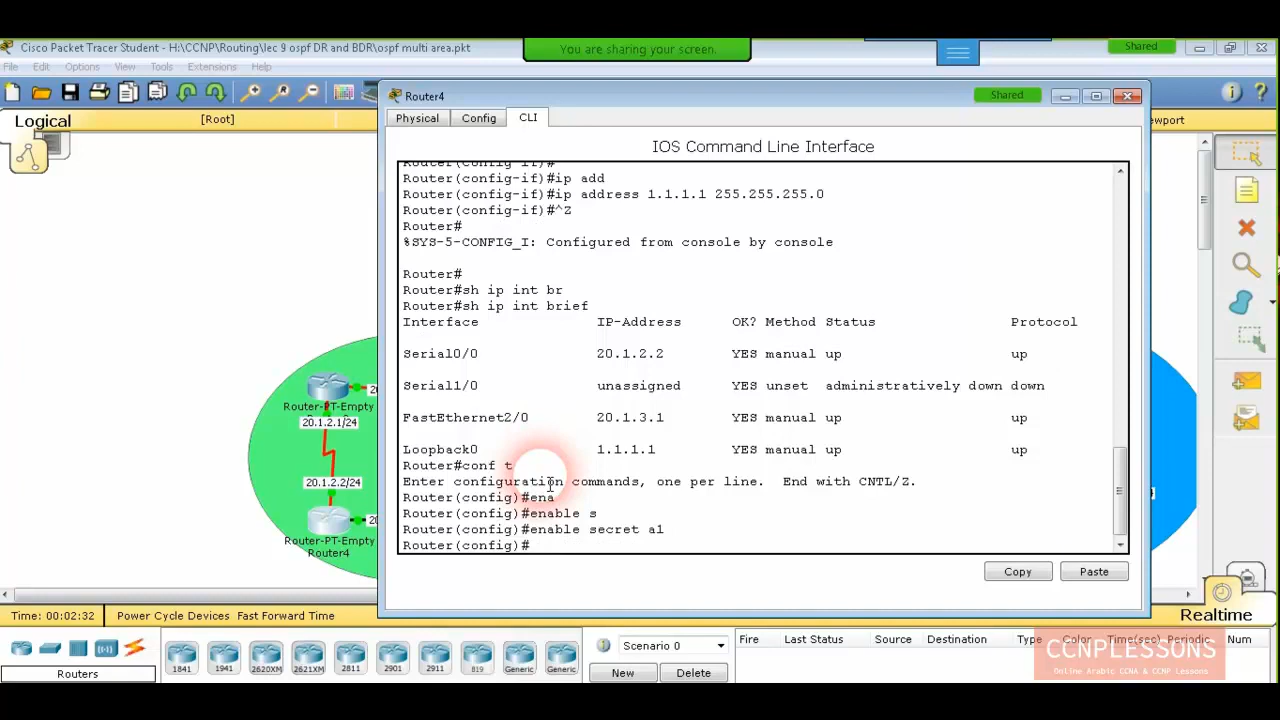 Cisco Packet Tracer Student - H:\CCNP\Routing\lec 9 ospf DR and BDR\ospf multi area.pkt
You are sharing your screen.
Shared
File Edit Options View Tools Extensions Help
Router4
Shared
Logical
[Root]
Physical Config CLI
IOS Command Line Interface
Router(config-if)#
Router(config-if)#ip add
Router(config-if)#ip address 1.1.1.1 255.255.255.0
Router(config-if)#^Z
Router#
%SYS-5-CONFIG_I: Configured from console by console
Router#
Router#sh ip int br
Router#sh ip int brief
Interface IP-Address OK? Method Status Protocol
Serial0/0 20.1.2.2 YES manual up up
Serial1/0 unassigned YES unset administratively down down
FastEthernet2/0 20.1.3.1 YES manual up up
Loopback0 1.1.1.1 YES manual up up
Router#conf t
Enter configuration commands, one per line. End with CNTL/Z.
Router(config)#ena
Router(config)#enable s
Router(config)#enable secret a1
Router(config)#
Copy Paste
Router-PT-Empty
20.1.2.1/24
20.1.2.2/24
Router-PT-Empty
Router4
Time: 00:02:32 Power Cycle Devices Fast Forward Time
Realtime
Routers
1841 1941 2620XM 2621XM 2811 2901 2911 819 Generic Generic
Scenario 0
New Delete
Fire Last Status Source Destination Type Color Time(sec) Periodic Num
CCNPLESSONS
Online Arabic CCNA & CCNP Lessons